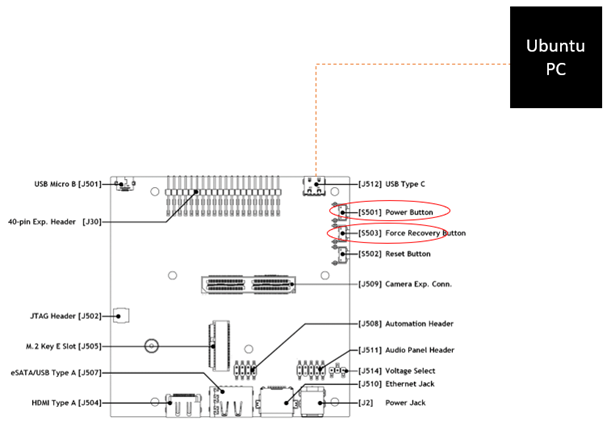 Ubuntu
PC
USB Micro B [J501]
[J512] USB Type C
[S501] Power Button
40-pin Exp. Header [J30]
[S503] Force Recovery Button
[S502] Reset Button
[J509] Camera Exp. Conn.
JTAG Header [J502]
[J508] Automation Header
M.2 Key E Slot [J505]
[J511] Audio Panel Header
eSATA/USB Type A [J507]
[J514] Voltage Select
[J510] Ethernet Jack
HDMI Type A [J504]
[J2] Power Jack